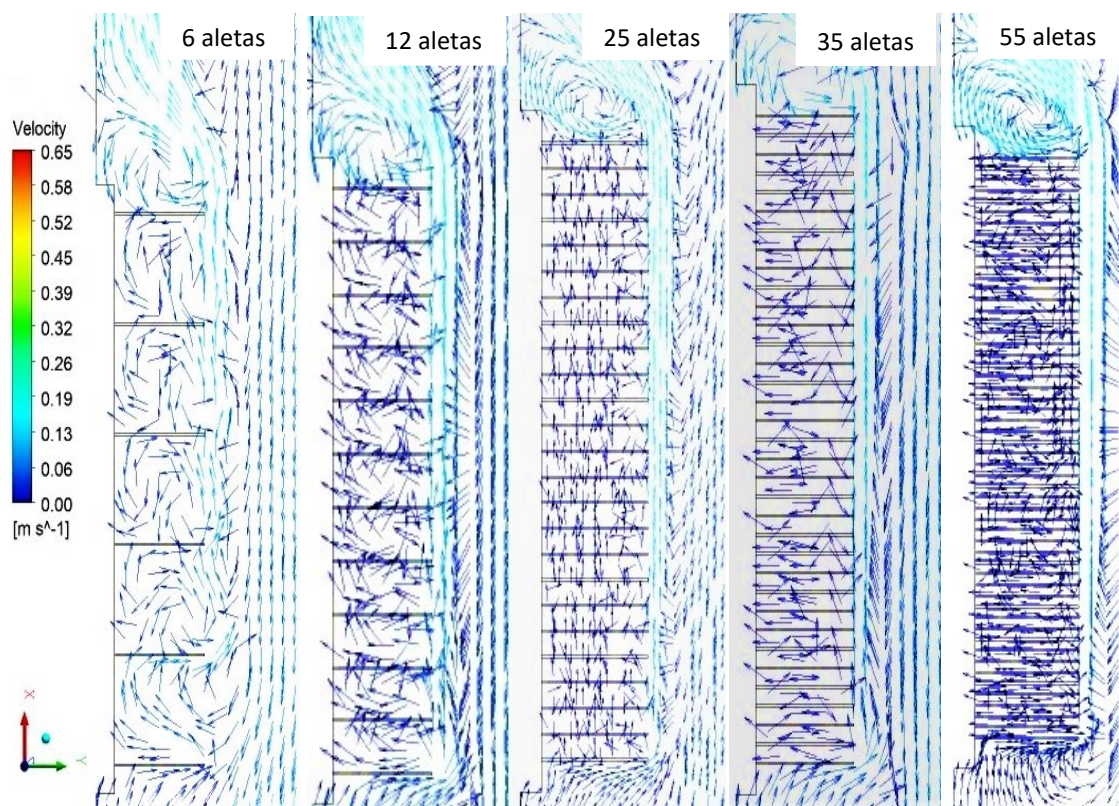 6 aletas
12 aletas
25 aletas
35 aletas
55 aletas
Velocity
0.65
0.58
0.52
0.45
0.39
0.32
0.26
0.19
0.13
0.06
0.00
[m s^-1]
X
Y